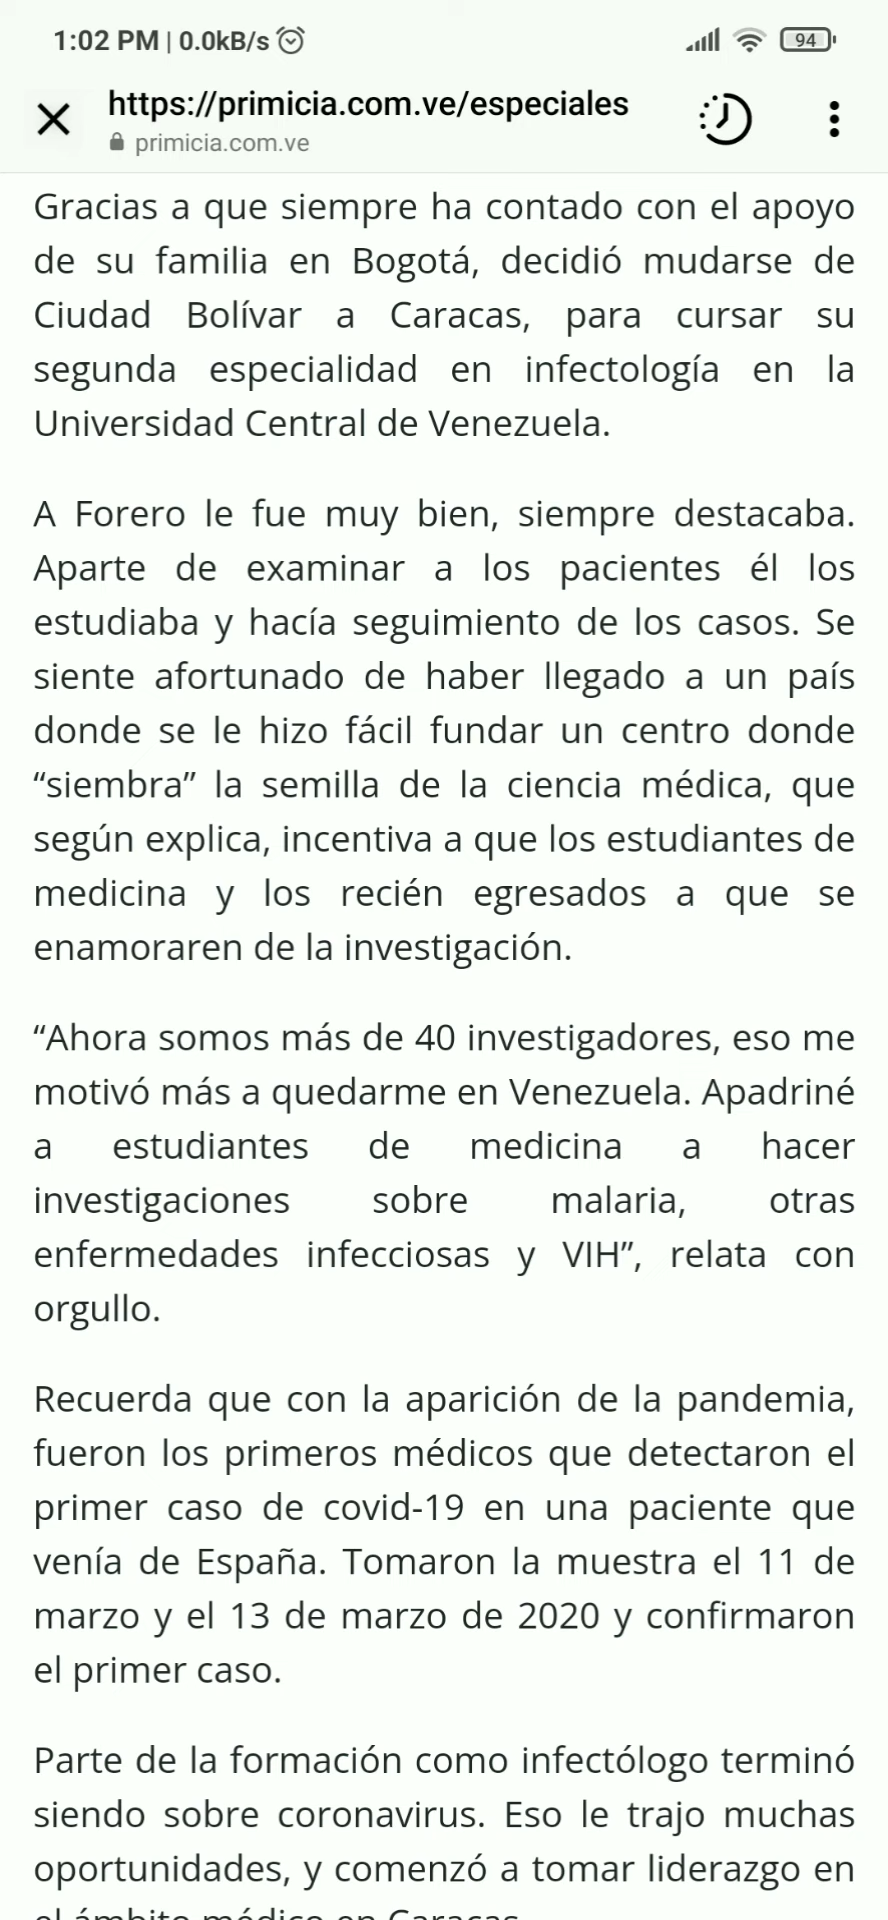 1:02 PM | 0.0kB/s
94
https://primicia.com.ve/especiales
primicia.com.ve
Gracias a que siempre ha contado con el apoyo
de su familia en Bogotá, decidió mudarse de
Ciudad Bolívar a Caracas, para cursar su
segunda especialidad en infectología en la
Universidad Central de Venezuela.
A Forero le fue muy bien, siempre destacaba.
Aparte de examinar a los pacientes él los
estudiaba y hacía seguimiento de los casos. Se
siente afortunado de haber llegado a un país
donde se le hizo fácil fundar un centro donde
“siembra” la semilla de la ciencia médica, que
según explica, incentiva a que los estudiantes de
medicina y los recién egresados a que se
enamoraren de la investigación.
“Ahora somos más de 40 investigadores, eso me
motivó más a quedarme en Venezuela. Apadriné
a estudiantes de medicina a hacer
investigaciones sobre malaria, otras
enfermedades infecciosas y VIH”, relata con
orgullo.
Recuerda que con la aparición de la pandemia,
fueron los primeros médicos que detectaron el
primer caso de covid-19 en una paciente que
venía de España. Tomaron la muestra el 11 de
marzo y el 13 de marzo de 2020 y confirmaron
el primer caso.
Parte de la formación como infectólogo terminó
siendo sobre coronavirus. Eso le trajo muchas
oportunidades, y comenzó a tomar liderazgo en
el ámbito médico en Caracas.